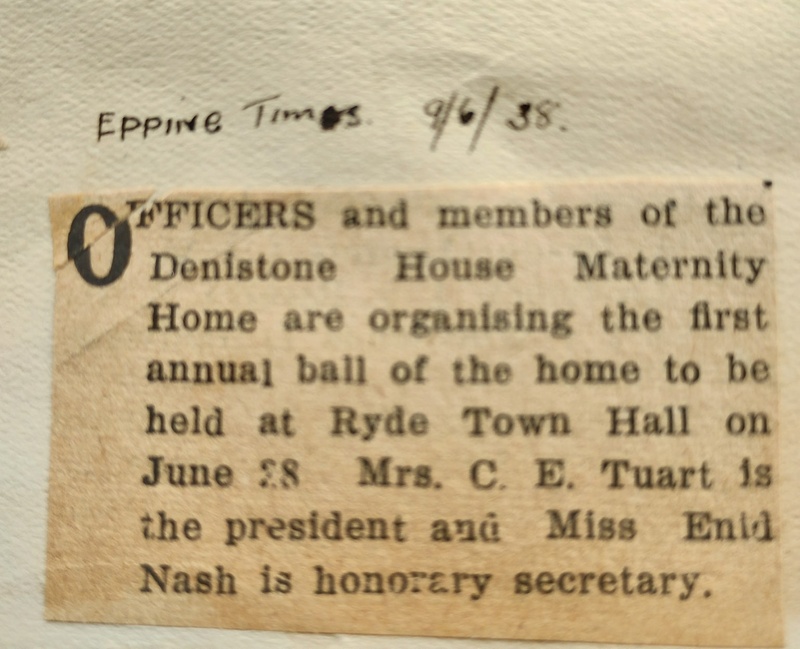 EPPING Times. 9/6/38.
OFFICERS and members of the
Denistone House Maternity
Home are organising the first
annual ball of the home to be
held at Ryde Town Hall on
June 28 Mrs. C. E. Tuart is
the president and Miss Enid
Nash is honorary secretary.